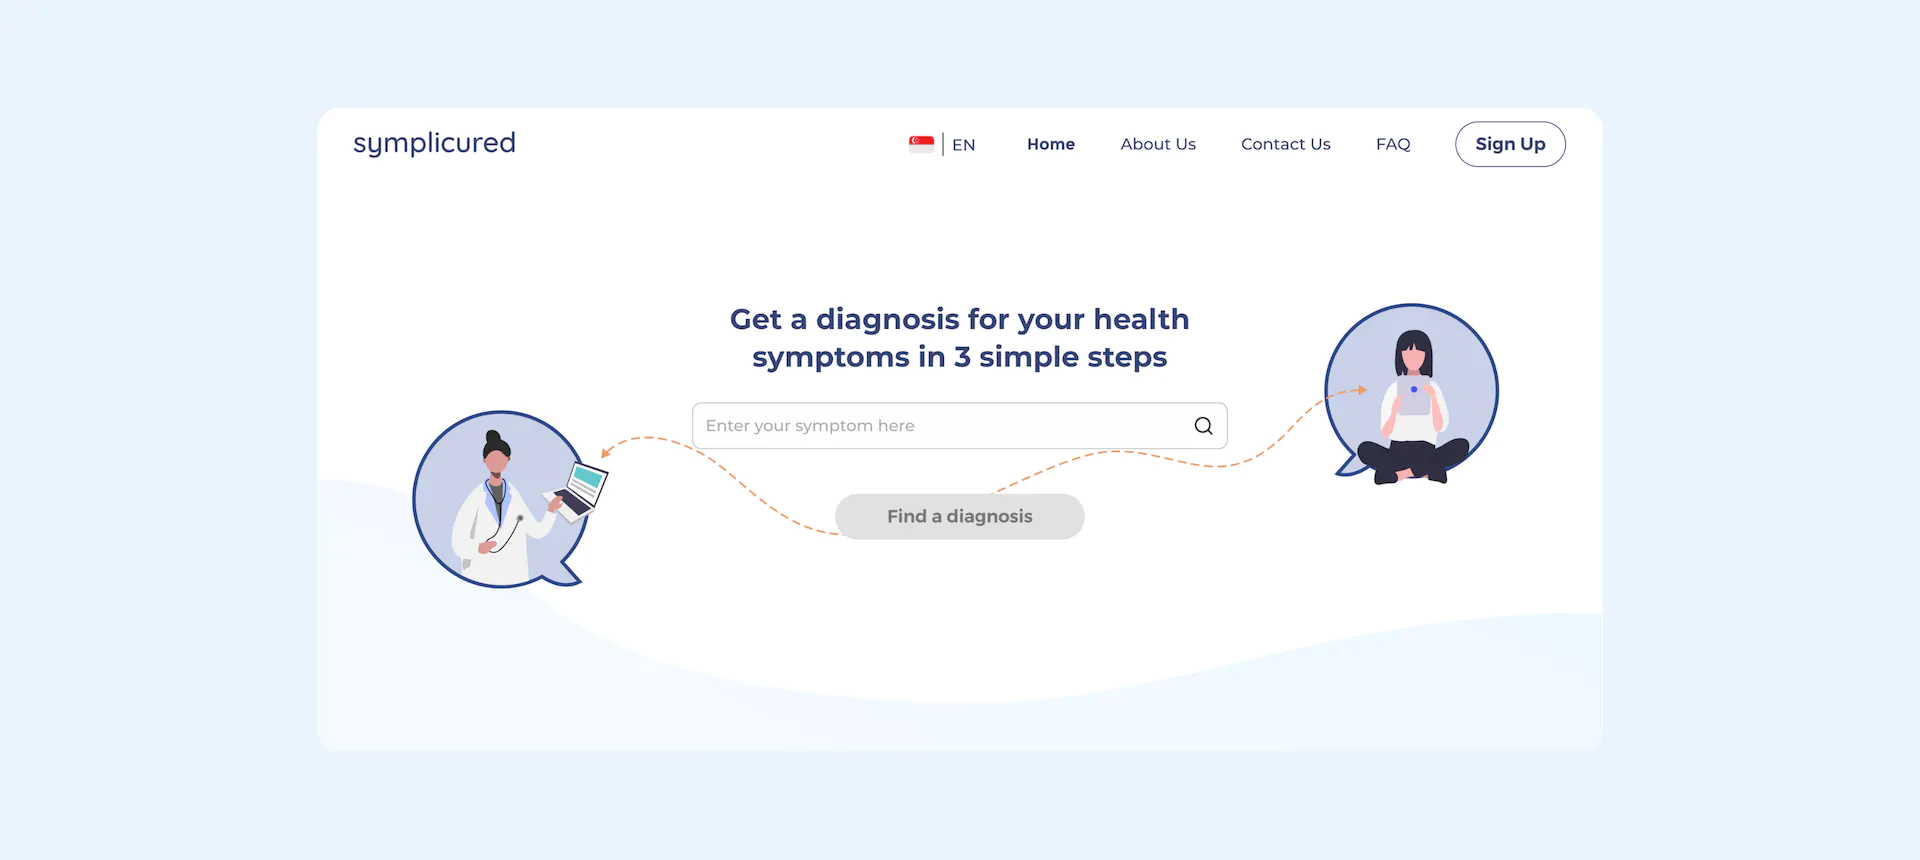 symplicured
EN
Home
About Us
Contact Us
FAQ
Sign Up
Get a diagnosis for your health
symptoms in 3 simple steps
Enter your symptom here
Find a diagnosis